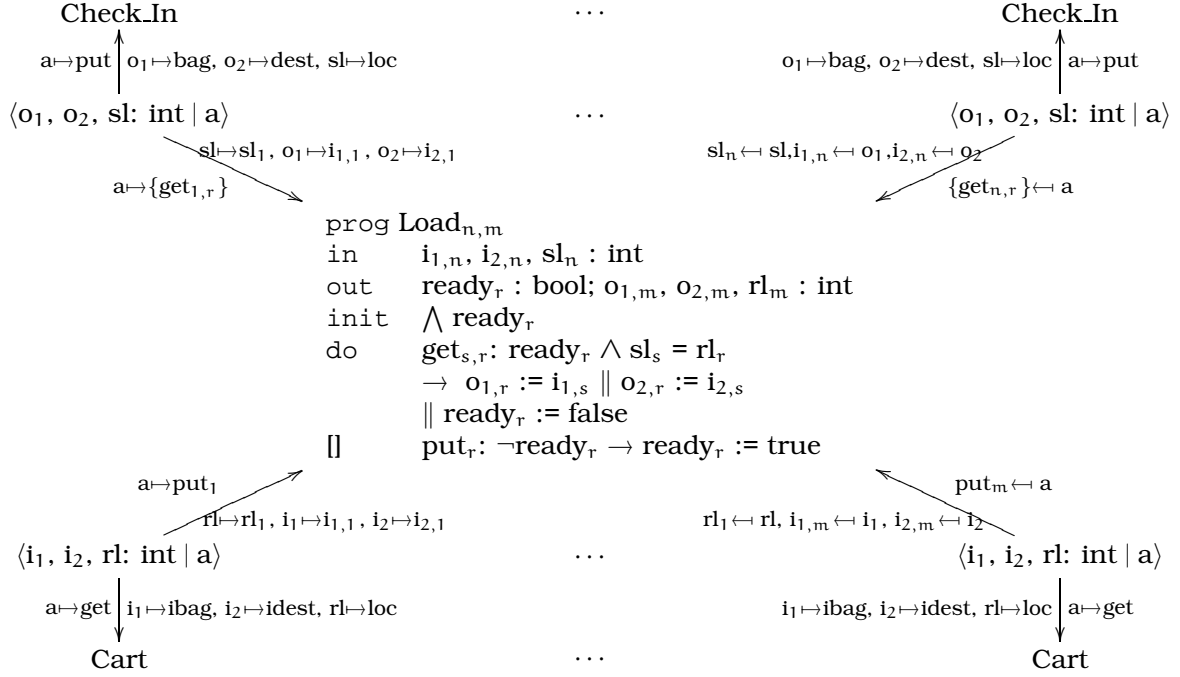 Check_In ... Check_In
a↦put o₁↦bag, o₂↦dest, sl↦loc o₁↦bag, o₂↦dest, sl↦loc a↦put
⟨o₁, o₂, sl: int | a⟩ ... ⟨o₁, o₂, sl: int | a⟩
sl↦sl₁, o₁↦i₁,₁, o₂↦i₂,₁ slₙ↤ sl,i₁,ₙ↤ o₁,i₂,ₙ↤ o₂
a↦{get₁,ᵣ} {getₙ,ᵣ}↤ a
prog Loadₙ,ₘ
in i₁,ₙ, i₂,ₙ, slₙ : int
out readyᵣ : bool; o₁,ₘ, o₂,ₘ, rlₘ : int
init ⋀ readyᵣ
do getₛ,ᵣ: readyᵣ ∧ slₛ = rlᵣ
→ o₁,ᵣ := i₁,ₛ ∥ o₂,ᵣ := i₂,ₛ
∥ readyᵣ := false
[] putᵣ: ¬readyᵣ → readyᵣ := true
a↦put₁ putₘ↤ a
rl↦rl₁, i₁↦i₁,₁, i₂↦i₂,₁ rl₁↤ rl, i₁,ₘ↤ i₁, i₂,ₘ↤ i₂
⟨i₁, i₂, rl: int | a⟩ ... ⟨i₁, i₂, rl: int | a⟩
a↦get i₁↦ibag, i₂↦idest, rl↦loc i₁↦ibag, i₂↦idest, rl↦loc a↦get
Cart ... Cart